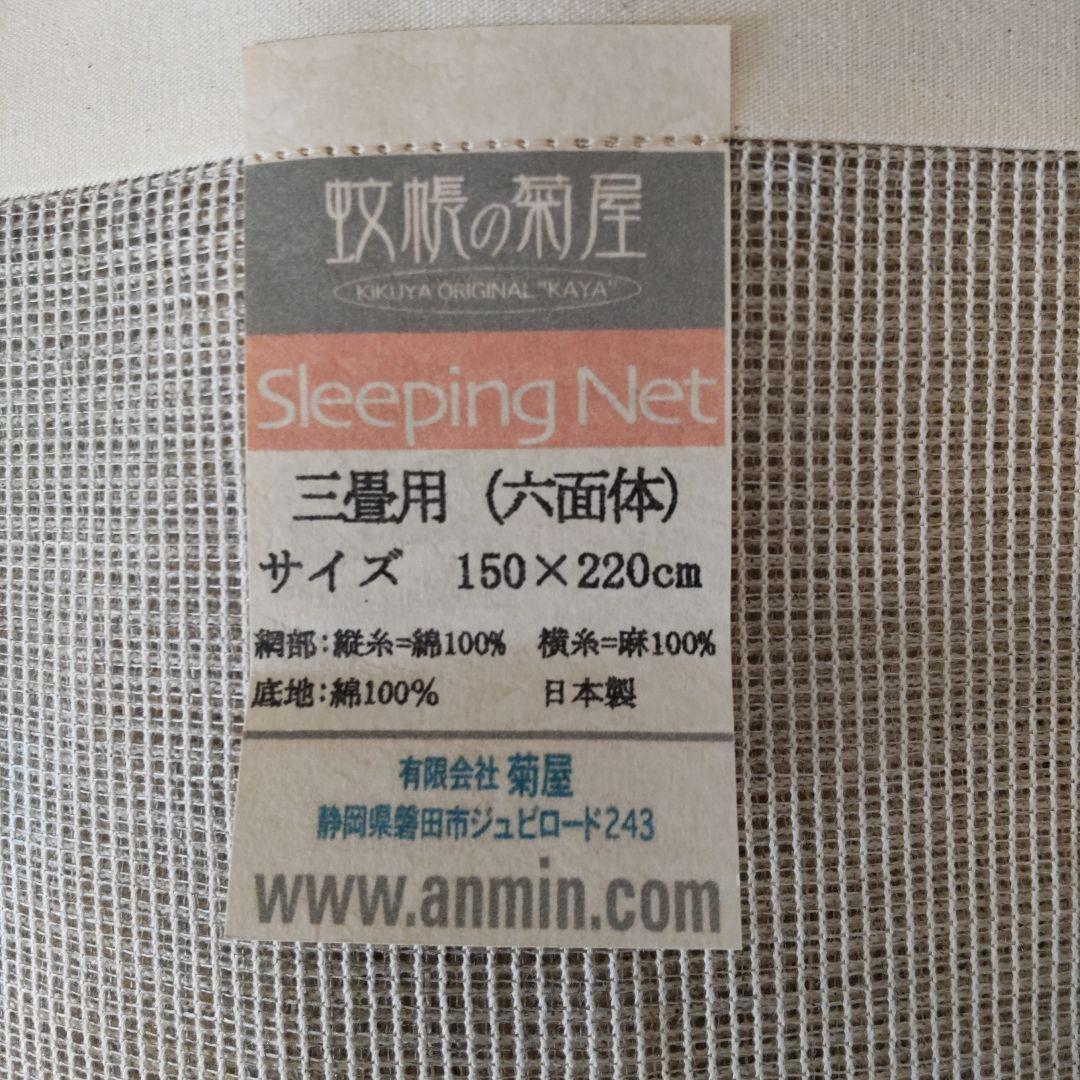 蚊帳の菊屋
KIKUYA ORIGINAL "KAYA"
Sleeping Net
三畳用（六面体）
サイズ 150×220cm
網部:縦糸=綿100% 横糸=麻100%
底地:綿100% 日本製
有限会社 菊屋
静岡県磐田市ジュビロード243
www.anmin.com